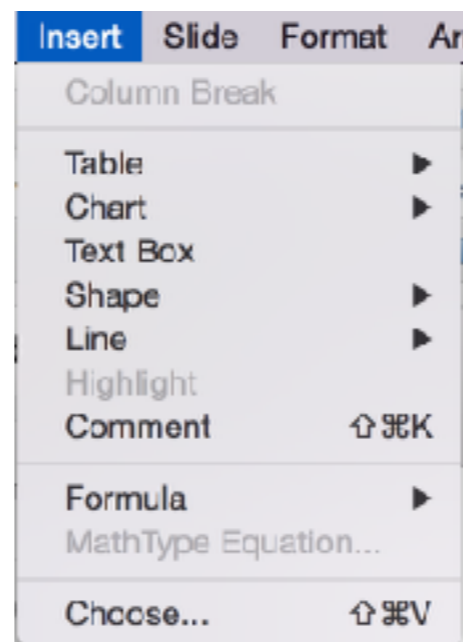 Insert Slide Format Ar
Column Break
Table
Chart
Text Box
Shape
Line
Highlight
Comment ⇧⌘K
Formula
MathType Equation...
Choose... ⇧⌘V